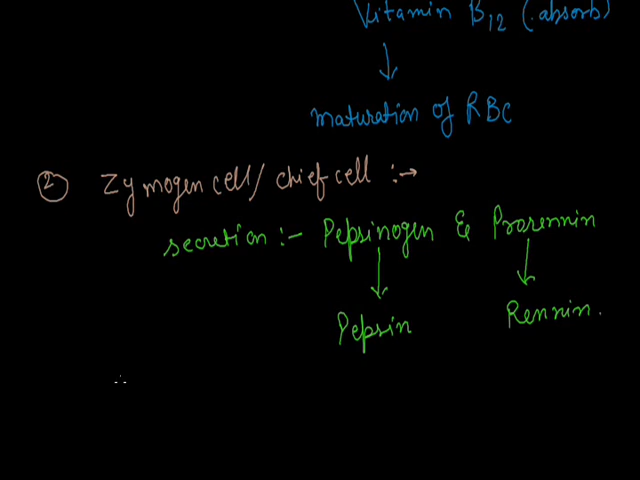 Vitamin B12 (absorb)
↓
maturation of RBC
② Zymogen cell/ chief cell :→
secretion :- Pepsinogen & Prorennin
↓ ↓
Pepsin Rennin.